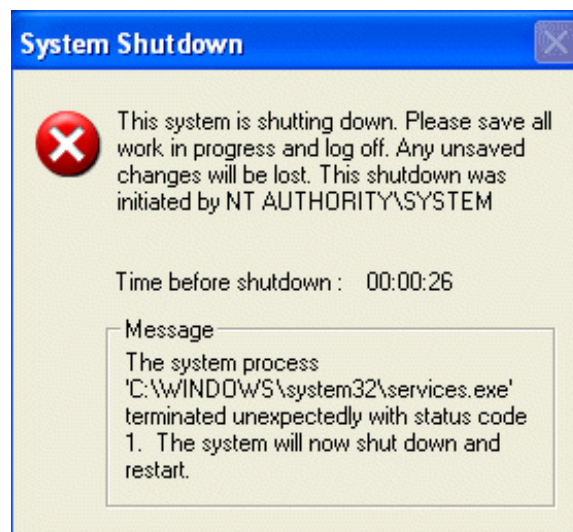 System Shutdown
This system is shutting down. Please save all
work in progress and log off. Any unsaved
changes will be lost. This shutdown was
initiated by NT AUTHORITY\SYSTEM
Time before shutdown : 00:00:26
Message
The system process
'C:\WINDOWS\system32\services.exe'
terminated unexpectedly with status code
1. The system will now shut down and
restart.